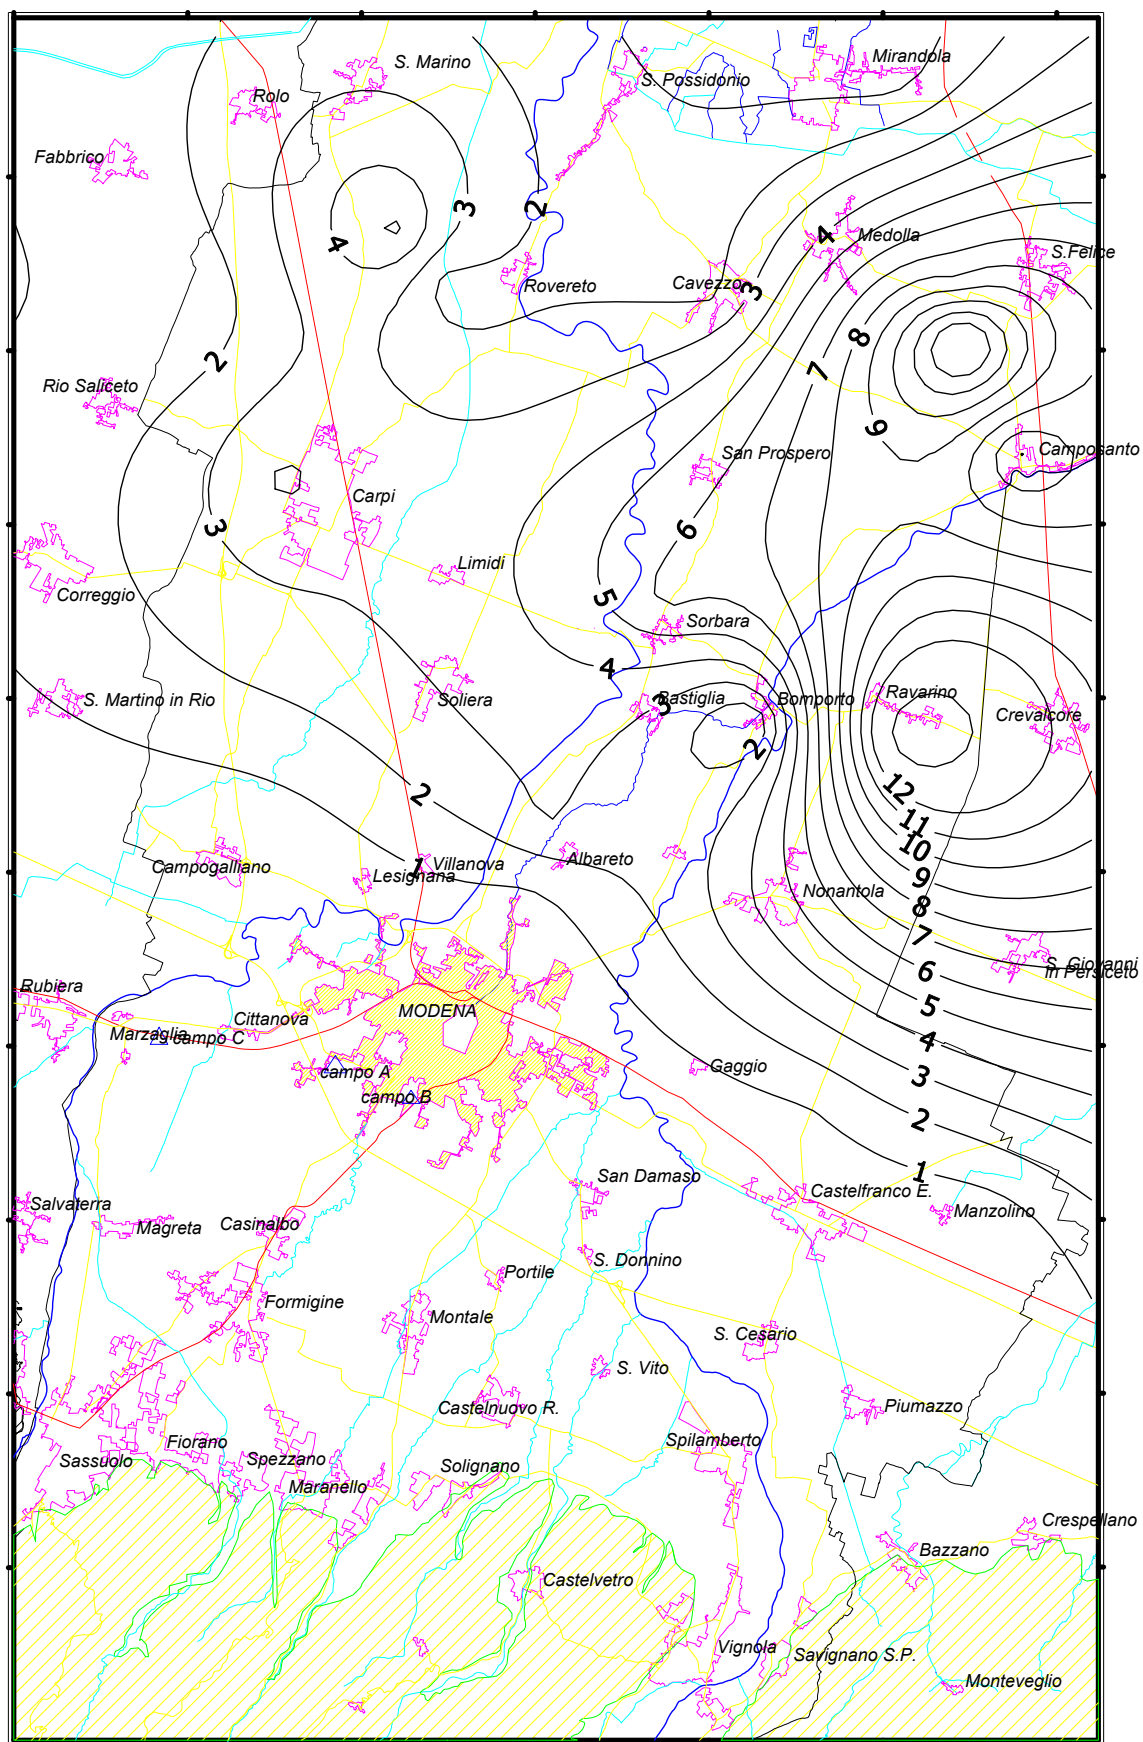 S. Marino
Mirandola
S. Possidonio
Rolo
Fabbrico
3
2
4
4
Medolla
S.Felice
Rovereto
Cavezzo
3
8
2
7
Rio Saliceto
9
San Prospero
Camposanto
Carpi
3
6
Limidi
Correggio
5
Sorbara
4
S. Martino in Rio
Soliera
3
Bastiglia
Bomporto
Ravarino
Crevalcore
2
2
12
11
10
Campogalliano
1
Villanova
Lesignana
Albareto
9
Nonantola
8
7
S. Giovanni
in Persiceto
6
Rubiera
5
Cittanova
MODENA
Marzaglia
campo C
4
campo A
Gaggio
3
campo B
2
1
San Damaso
Castelfranco E.
Salvaterra
Magreta
Casinalbo
Manzolino
S. Donnino
Portile
Formigine
Montale
S. Cesario
S. Vito
Castelnuovo R.
Piumazzo
Fiorano
Spilamberto
Sassuolo
Spezzano
Solignano
Maranello
Crespellano
Bazzano
Castelvetro
Vignola
Savignano S.P.
Monteveglio